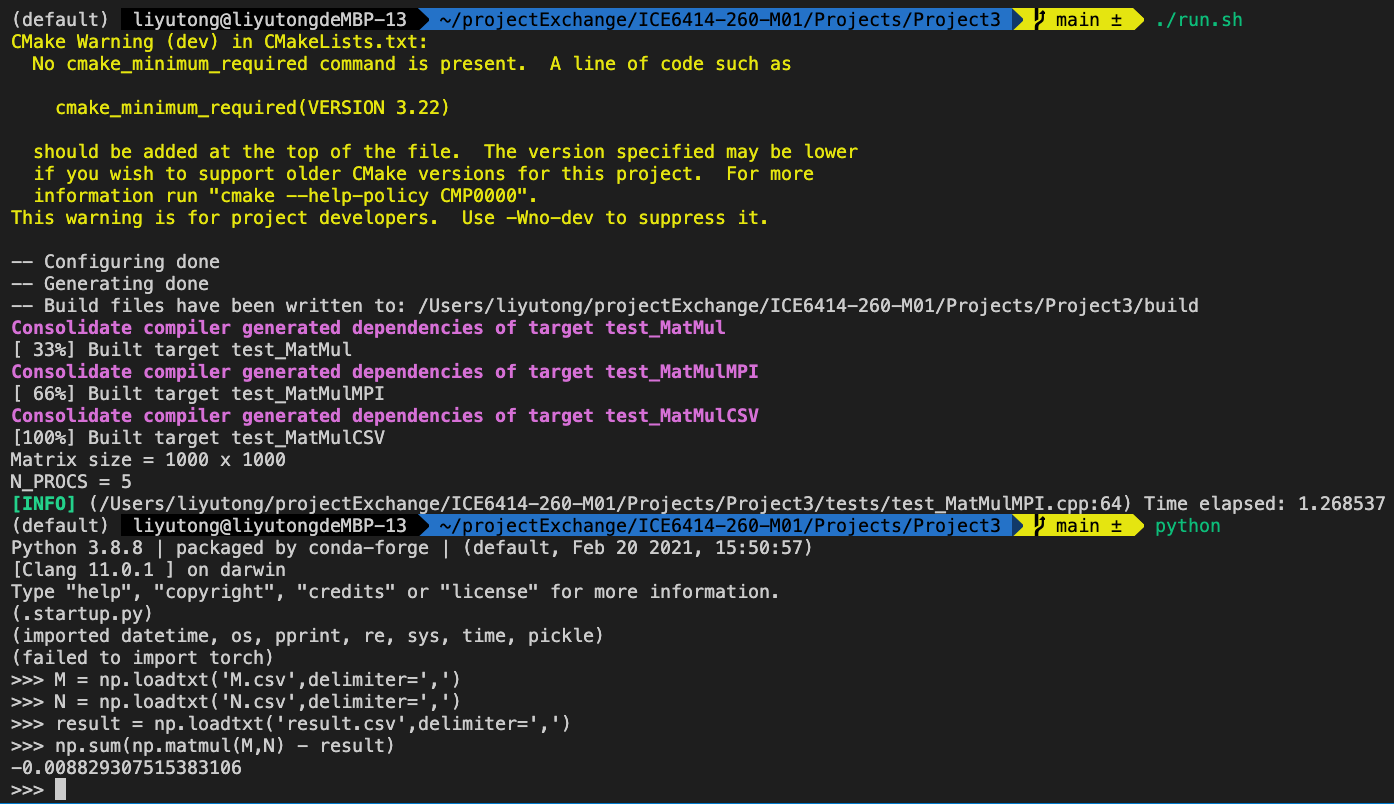 (default) liyutong@liyutongdeMBP-13 ~/projectExchange/ICE6414-260-M01/Projects/Project3 main ± ./run.sh
CMake Warning (dev) in CMakeLists.txt:
  No cmake_minimum_required command is present.  A line of code such as
    cmake_minimum_required(VERSION 3.22)
  should be added at the top of the file.  The version specified may be lower
  if you wish to support older CMake versions for this project.  For more
  information run "cmake --help-policy CMP0000".
This warning is for project developers.  Use -Wno-dev to suppress it.
-- Configuring done
-- Generating done
-- Build files have been written to: /Users/liyutong/projectExchange/ICE6414-260-M01/Projects/Project3/build
Consolidate compiler generated dependencies of target test_MatMul
[ 33%] Built target test_MatMul
Consolidate compiler generated dependencies of target test_MatMulMPI
[ 66%] Built target test_MatMulMPI
Consolidate compiler generated dependencies of target test_MatMulCSV
[100%] Built target test_MatMulCSV
Matrix size = 1000 x 1000
N_PROCS = 5
[INFO] (/Users/liyutong/projectExchange/ICE6414-260-M01/Projects/Project3/tests/test_MatMulMPI.cpp:64) Time elapsed: 1.268537
(default) liyutong@liyutongdeMBP-13 ~/projectExchange/ICE6414-260-M01/Projects/Project3 main ± python
Python 3.8.8 | packaged by conda-forge | (default, Feb 20 2021, 15:50:57)
[Clang 11.0.1 ] on darwin
Type "help", "copyright", "credits" or "license" for more information.
(.startup.py)
(imported datetime, os, pprint, re, sys, time, pickle)
(failed to import torch)
>>> M = np.loadtxt('M.csv',delimiter=',')
>>> N = np.loadtxt('N.csv',delimiter=',')
>>> result = np.loadtxt('result.csv',delimiter=',')
>>> np.sum(np.matmul(M,N) - result)
-0.008829307515383106
>>>